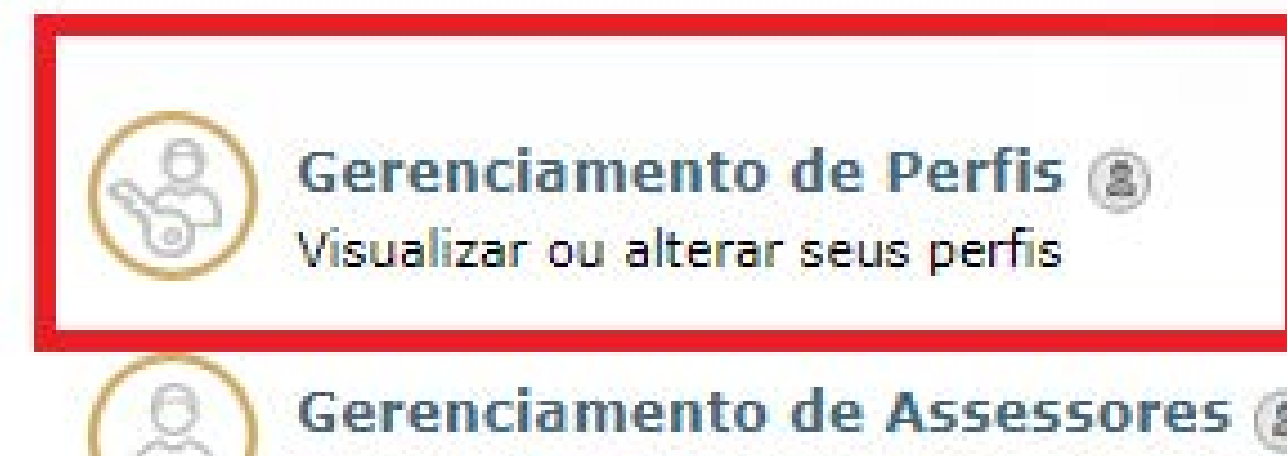 Gerenciamento de Perfis
Visualizar ou alterar seus perfis
Gerenciamento de Assessores